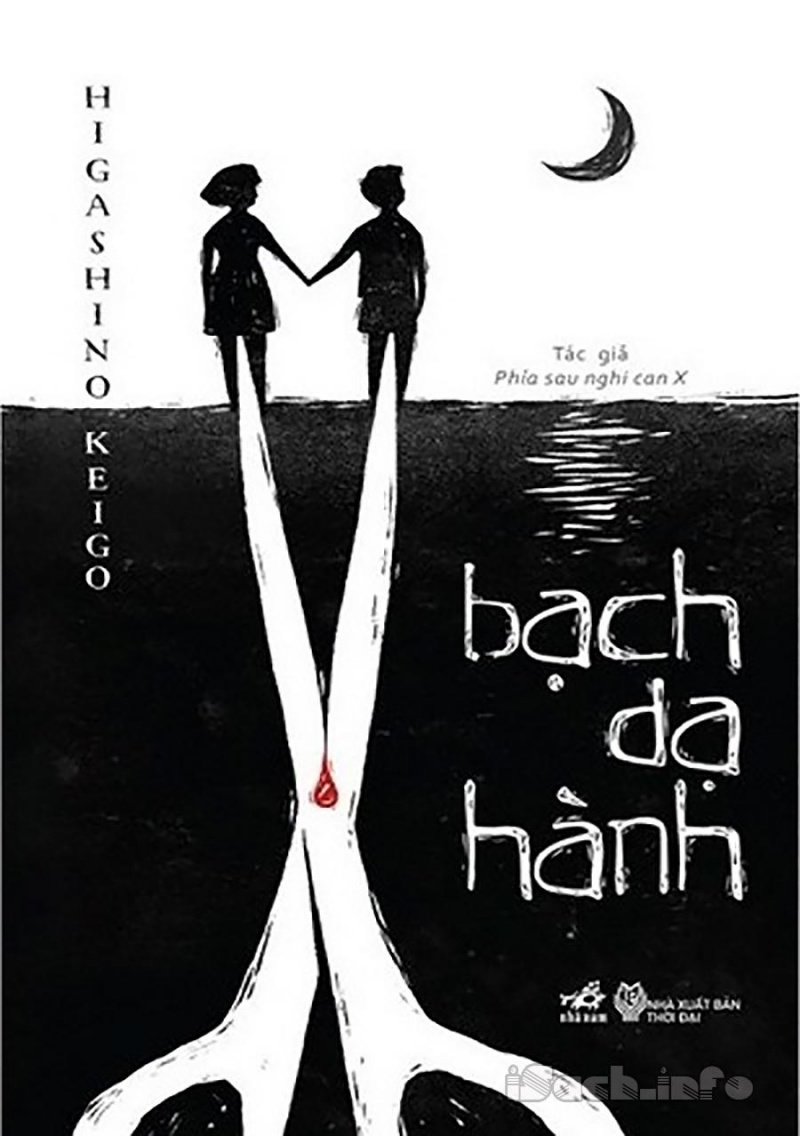 HIGASHINO KEIGO
Tác giả
Phía sau nghi can X
bạch
dạ
hành
nhã nam
NHÀ XUẤT BẢN
THỜI ĐẠI
iSach.info